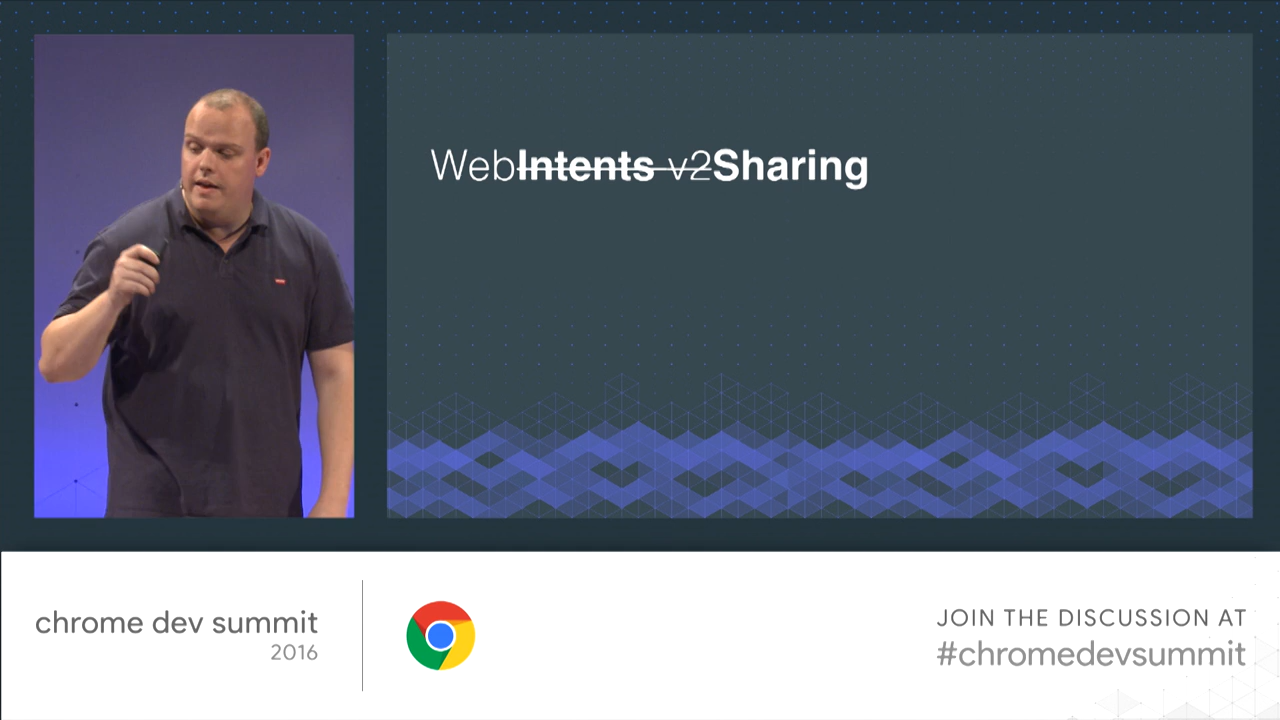 WebIntents v2Sharing
chrome dev summit
2016
JOIN THE DISCUSSION AT
#chromedevsummit